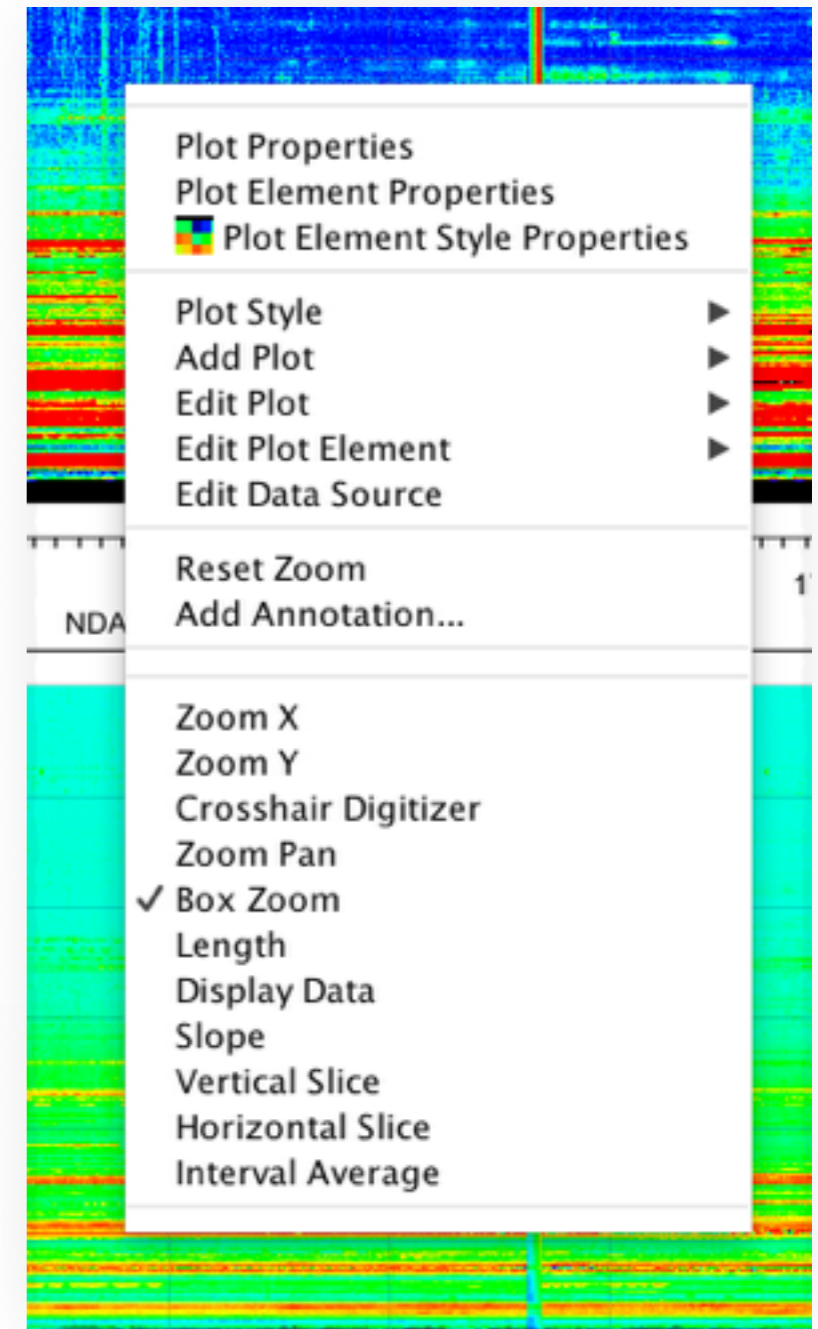 Plot Properties
Plot Element Properties
Plot Element Style Properties
Plot Style
Add Plot
Edit Plot
Edit Plot Element
Edit Data Source
Reset Zoom
Add Annotation...
NDA
Zoom X
Zoom Y
Crosshair Digitizer
Zoom Pan
Box Zoom
Length
Display Data
Slope
Vertical Slice
Horizontal Slice
Interval Average